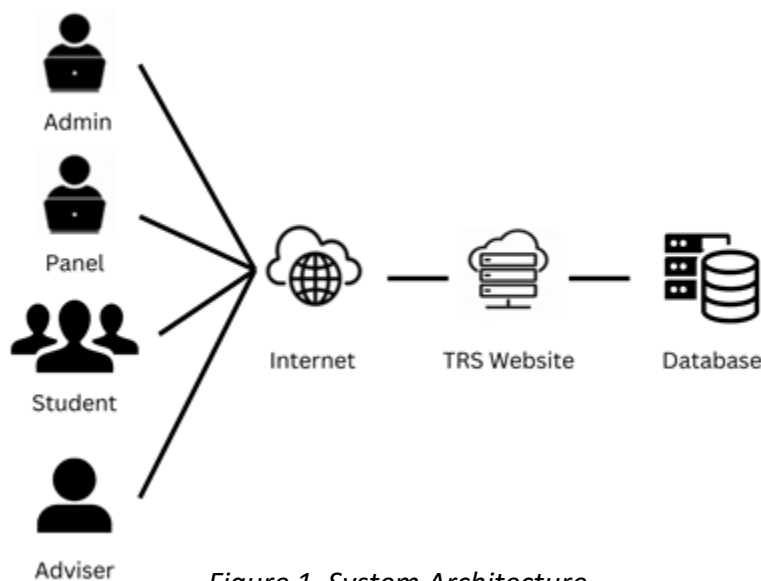 Admin
Panel
Student
Adviser
Internet
TRS Website
Database
Figure 1. System Architecture